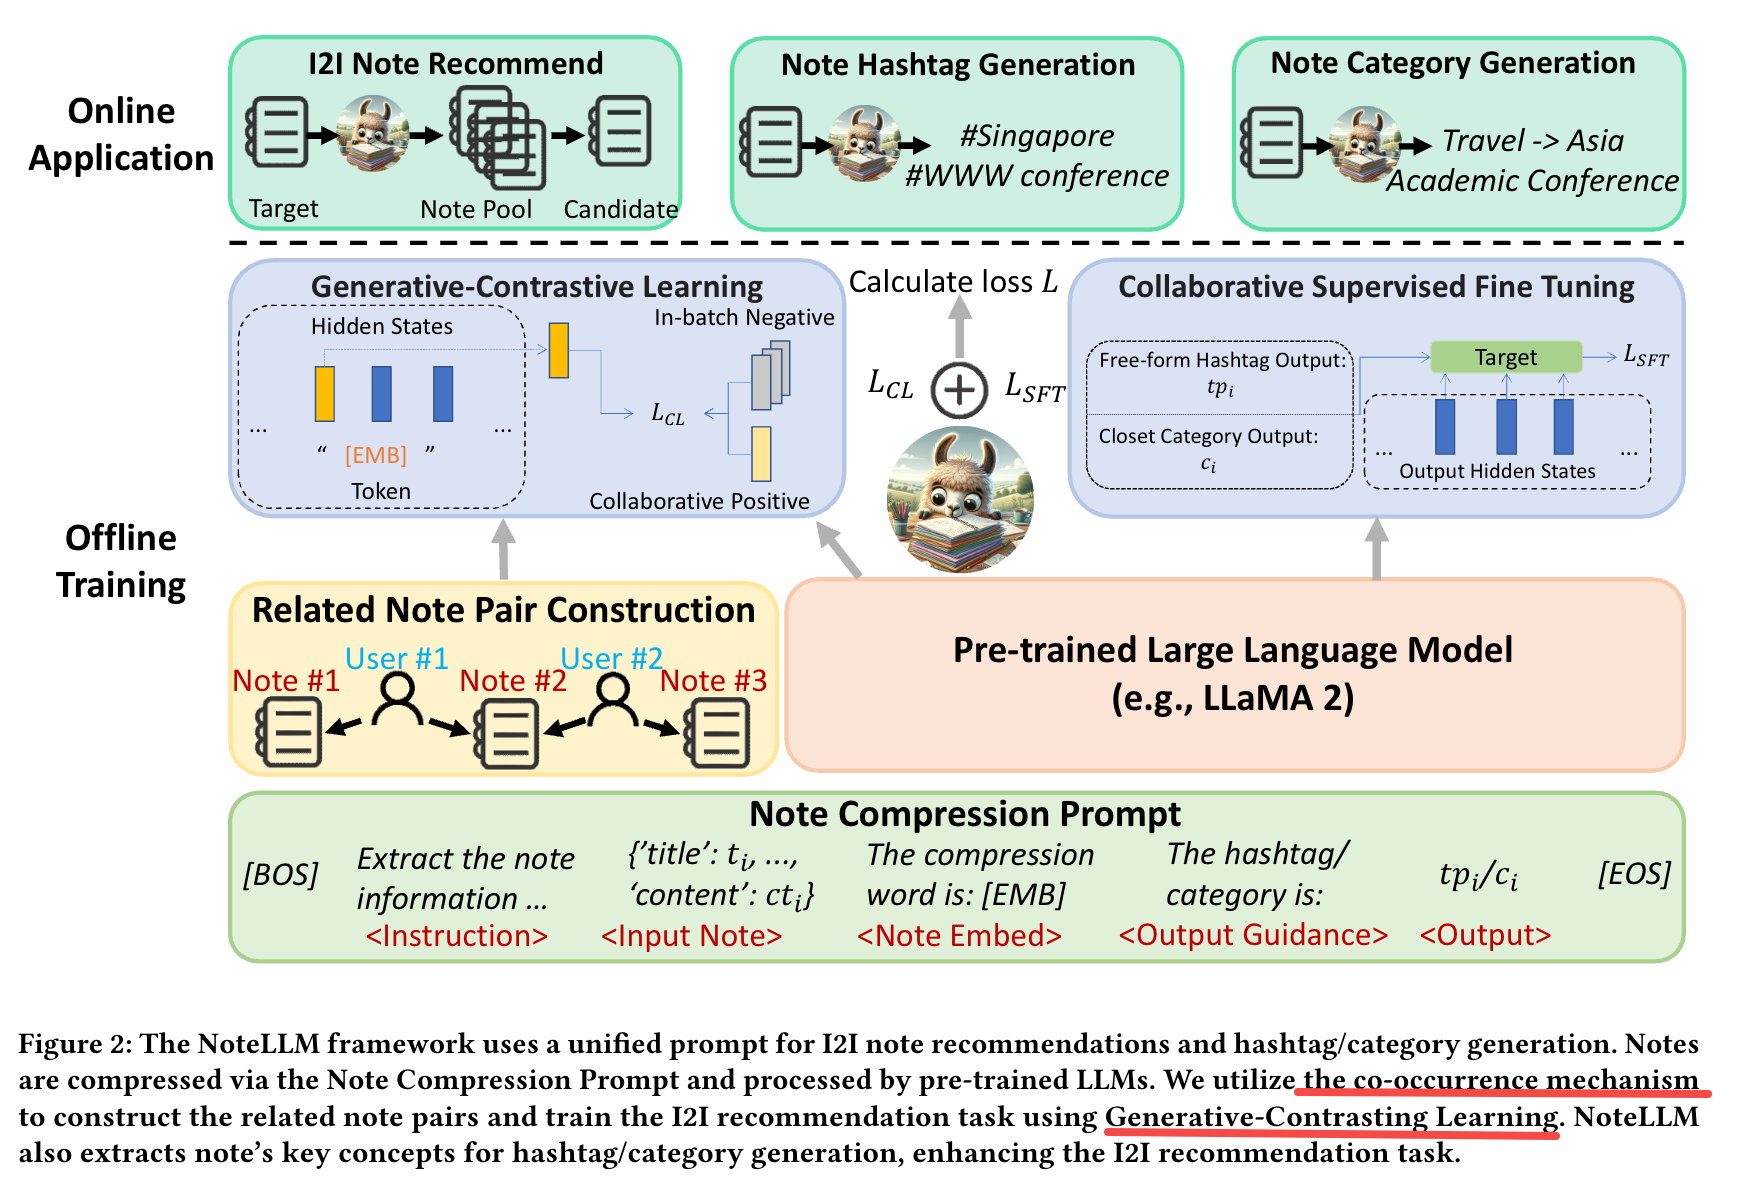 Online
Application
I2I Note Recommend
Target
Note Pool
Candidate
Note Hashtag Generation
#Singapore
#WWW conference
Note Category Generation
Travel -> Asia
Academic Conference
Offline
Training
Generative-Contrastive Learning
Hidden States
...
...
“ [EMB] ”
Token
In-batch Negative
L_CL
Collaborative Positive
Calculate loss L
L_CL
L_SFT
Collaborative Supervised Fine Tuning
Free-form Hashtag Output:
tp_i
Closet Category Output:
c_i
Target
L_SFT
...
...
Output Hidden States
Related Note Pair Construction
User #1
User #2
Note #1
Note #2
Note #3
Pre-trained Large Language Model
(e.g., LLaMA 2)
Note Compression Prompt
[BOS]
Extract the note
information ...
<Instruction>
{’title’: t_i, ...,
‘content’: ct_i}
<Input Note>
The compression
word is: [EMB]
<Note Embed>
The hashtag/
category is:
<Output Guidance>
tp_i/c_i
<Output>
[EOS]
Figure 2: The NoteLLM framework uses a unified prompt for I2I note recommendations and hashtag/category generation. Notes
are compressed via the Note Compression Prompt and processed by pre-trained LLMs. We utilize the co-occurrence mechanism
to construct the related note pairs and train the I2I recommendation task using Generative-Contrasting Learning. NoteLLM
also extracts note’s key concepts for hashtag/category generation, enhancing the I2I recommendation task.